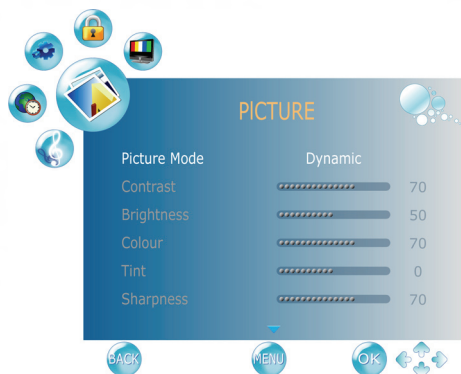 PICTURE
Picture Mode Dynamic
Contrast 70
Brightness 50
Colour 70
Tint 0
Sharpness 70
BACK MENU OK